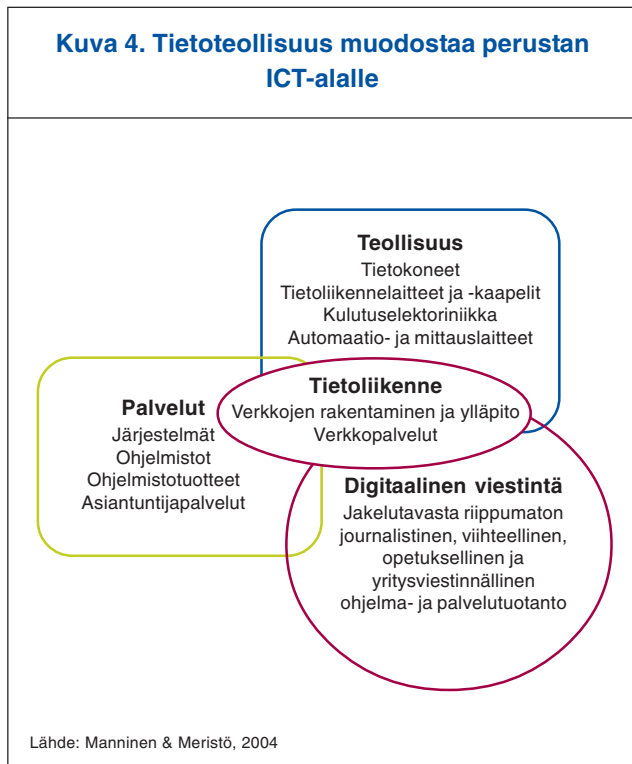 Kuva 4. Tietoteollisuus muodostaa perustan
ICT-alalle
Teollisuus
Tietokoneet
Tietoliikennelaitteet ja -kaapelit
Kulutuselektoriniikka
Automaatio- ja mittauslaitteet
Tietoliikenne
Verkkojen rakentaminen ja ylläpito
Verkkopalvelut
Palvelut
Järjestelmät
Ohjelmistot
Ohjelmistotuotteet
Asiantuntijapalvelut
Digitaalinen viestintä
Jakelutavasta riippumaton
journalistinen, viihteellinen,
opetuksellinen ja
yritysviestinnällinen
ohjelma- ja palvelutuotanto
Lähde: Manninen & Meristö, 2004